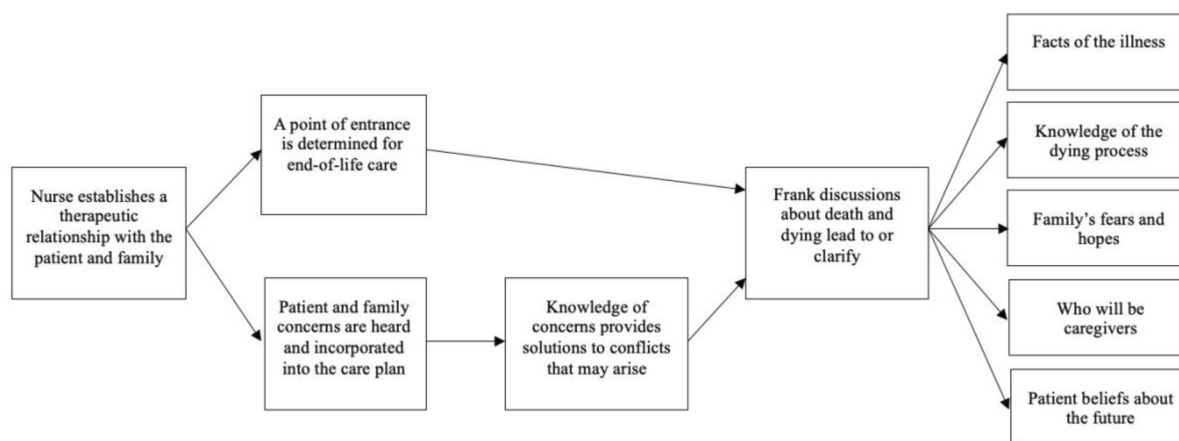 Nurse establishes a
therapeutic
relationship with the
patient and family
A point of entrance
is determined for
end-of-life care
Patient and family
concerns are heard
and incorporated
into the care plan
Knowledge of
concerns provides
solutions to conflicts
that may arise
Frank discussions
about death and
dying lead to or
clarify
Facts of the illness
Knowledge of the
dying process
Family’s fears and
hopes
Who will be
caregivers
Patient beliefs about
the future